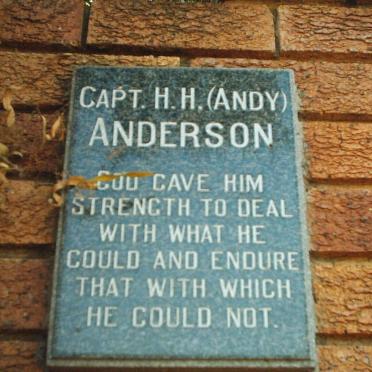 CAPT. H. H. (ANDY)
ANDERSON
GOD GAVE HIM
STRENGTH TO DEAL
WITH WHAT HE
COULD AND ENDURE
THAT WITH WHICH
HE COULD NOT.